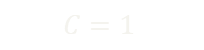 C = 1